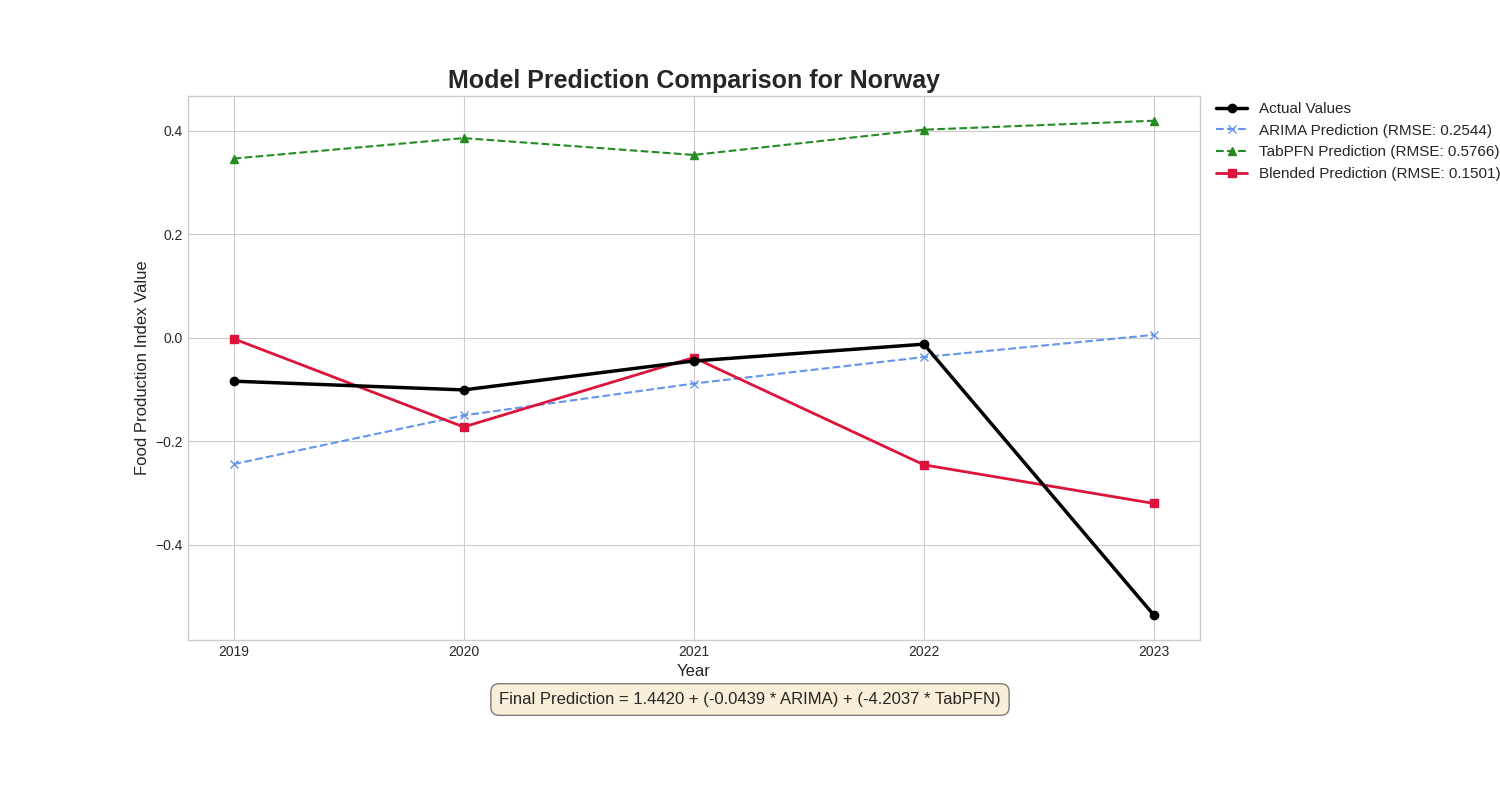 Model Prediction Comparison for Norway
Actual Values
ARIMA Prediction (RMSE: 0.2544)
TabPFN Prediction (RMSE: 0.5766)
Blended Prediction (RMSE: 0.1501)
Food Production Index Value
0.4
0.2
0.0
−0.2
−0.4
2019
2020
2021
2022
2023
Year
Final Prediction = 1.4420 + (-0.0439 * ARIMA) + (-4.2037 * TabPFN)